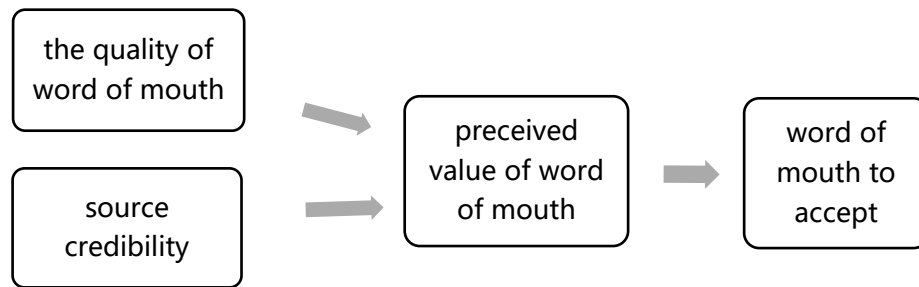 the quality of
word of mouth
source
credibility
preceived
value of word
of mouth
word of
mouth to
accept